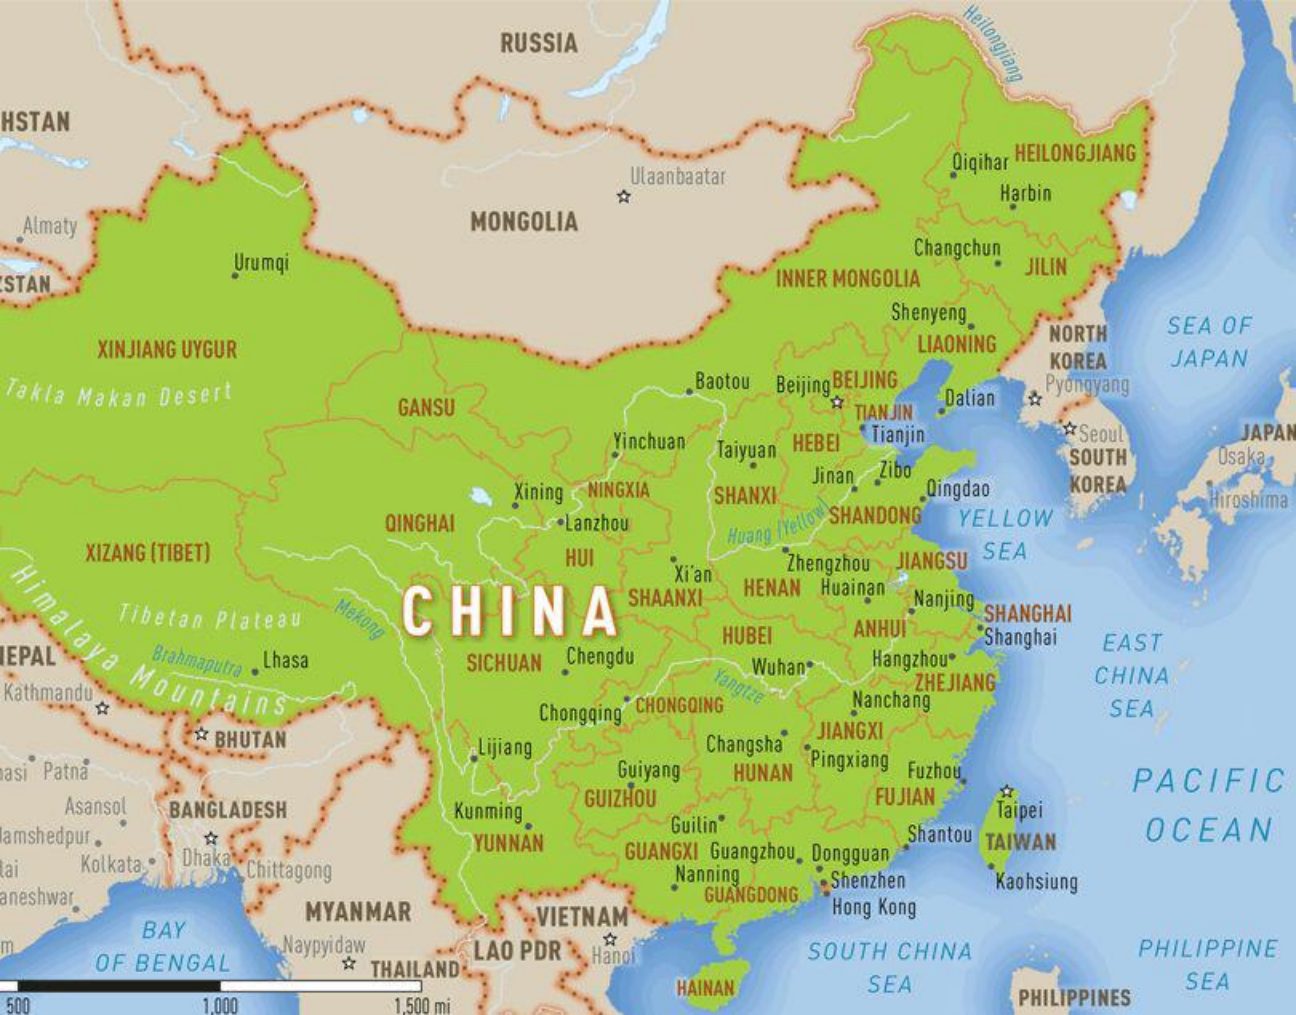 RUSSIA
Heilongjiang
HSTAN
Qiqihar
HEILONGJIANG
Ulaanbaatar
Harbin
MONGOLIA
Almaty
Changchun
Urumqi
JILIN
INNER MONGOLIA
ZSTAN
Shenyeng
SEA OF
JAPAN
NORTH
KOREA
LIAONING
XINJIANG UYGUR
Takla Makan Desert
Baotou
Beijing
BEIJING
Pyongyang
Dalian
GANSU
TIANJIN
Tianjin
Seoul
SOUTH
KOREA
JAPAN
Osaka
Hiroshima
Yinchuan
Taiyuan
HEBEI
Jinan
Zibo
Xining
NINGXIA
SHANXI
Qingdao
QINGHAI
Lanzhou
Huang (Yellow)
SHANDONG
YELLOW
SEA
XIZANG (TIBET)
HUI
Xi'an
Zhengzhou
JIANGSU
Himalaya Mountains
CHINA
SHAANXI
HENAN
Huainan
Nanjing
Tibetan Plateau
Mekong
SHANGHAI
Shanghai
HUBEI
ANHUI
EAST
CHINA
SEA
NEPAL
Brahmaputra
Lhasa
SICHUAN
Chengdu
Wuhan
Hangzhou
ZHEJIANG
Kathmandu
Yangtze
Chongqing
CHONGQING
Nanchang
BHUTAN
Lijiang
Changsha
JIANGXI
Pingxiang
nasi
Patna
Guiyang
HUNAN
Fuzhou
PACIFIC
OCEAN
Asansol
BANGLADESH
GUIZHOU
FUJIAN
Taipei
Jamshedpur
Kunming
YUNNAN
Guilin
Shantou
TAIWAN
Kolkata
Dhaka
lai
Chittagong
GUANGXI
Guangzhou
Dongguan
Nanning
Shenzhen
Kaohsiung
aneshwar
GUANGDONG
Hong Kong
MYANMAR
VIETNAM
BAY
OF BENGAL
m
Naypyidaw
LAO PDR
Hanoi
SOUTH CHINA
SEA
PHILIPPINE
SEA
THAILAND
HAINAN
PHILIPPINES
500
1,000
1,500 mi